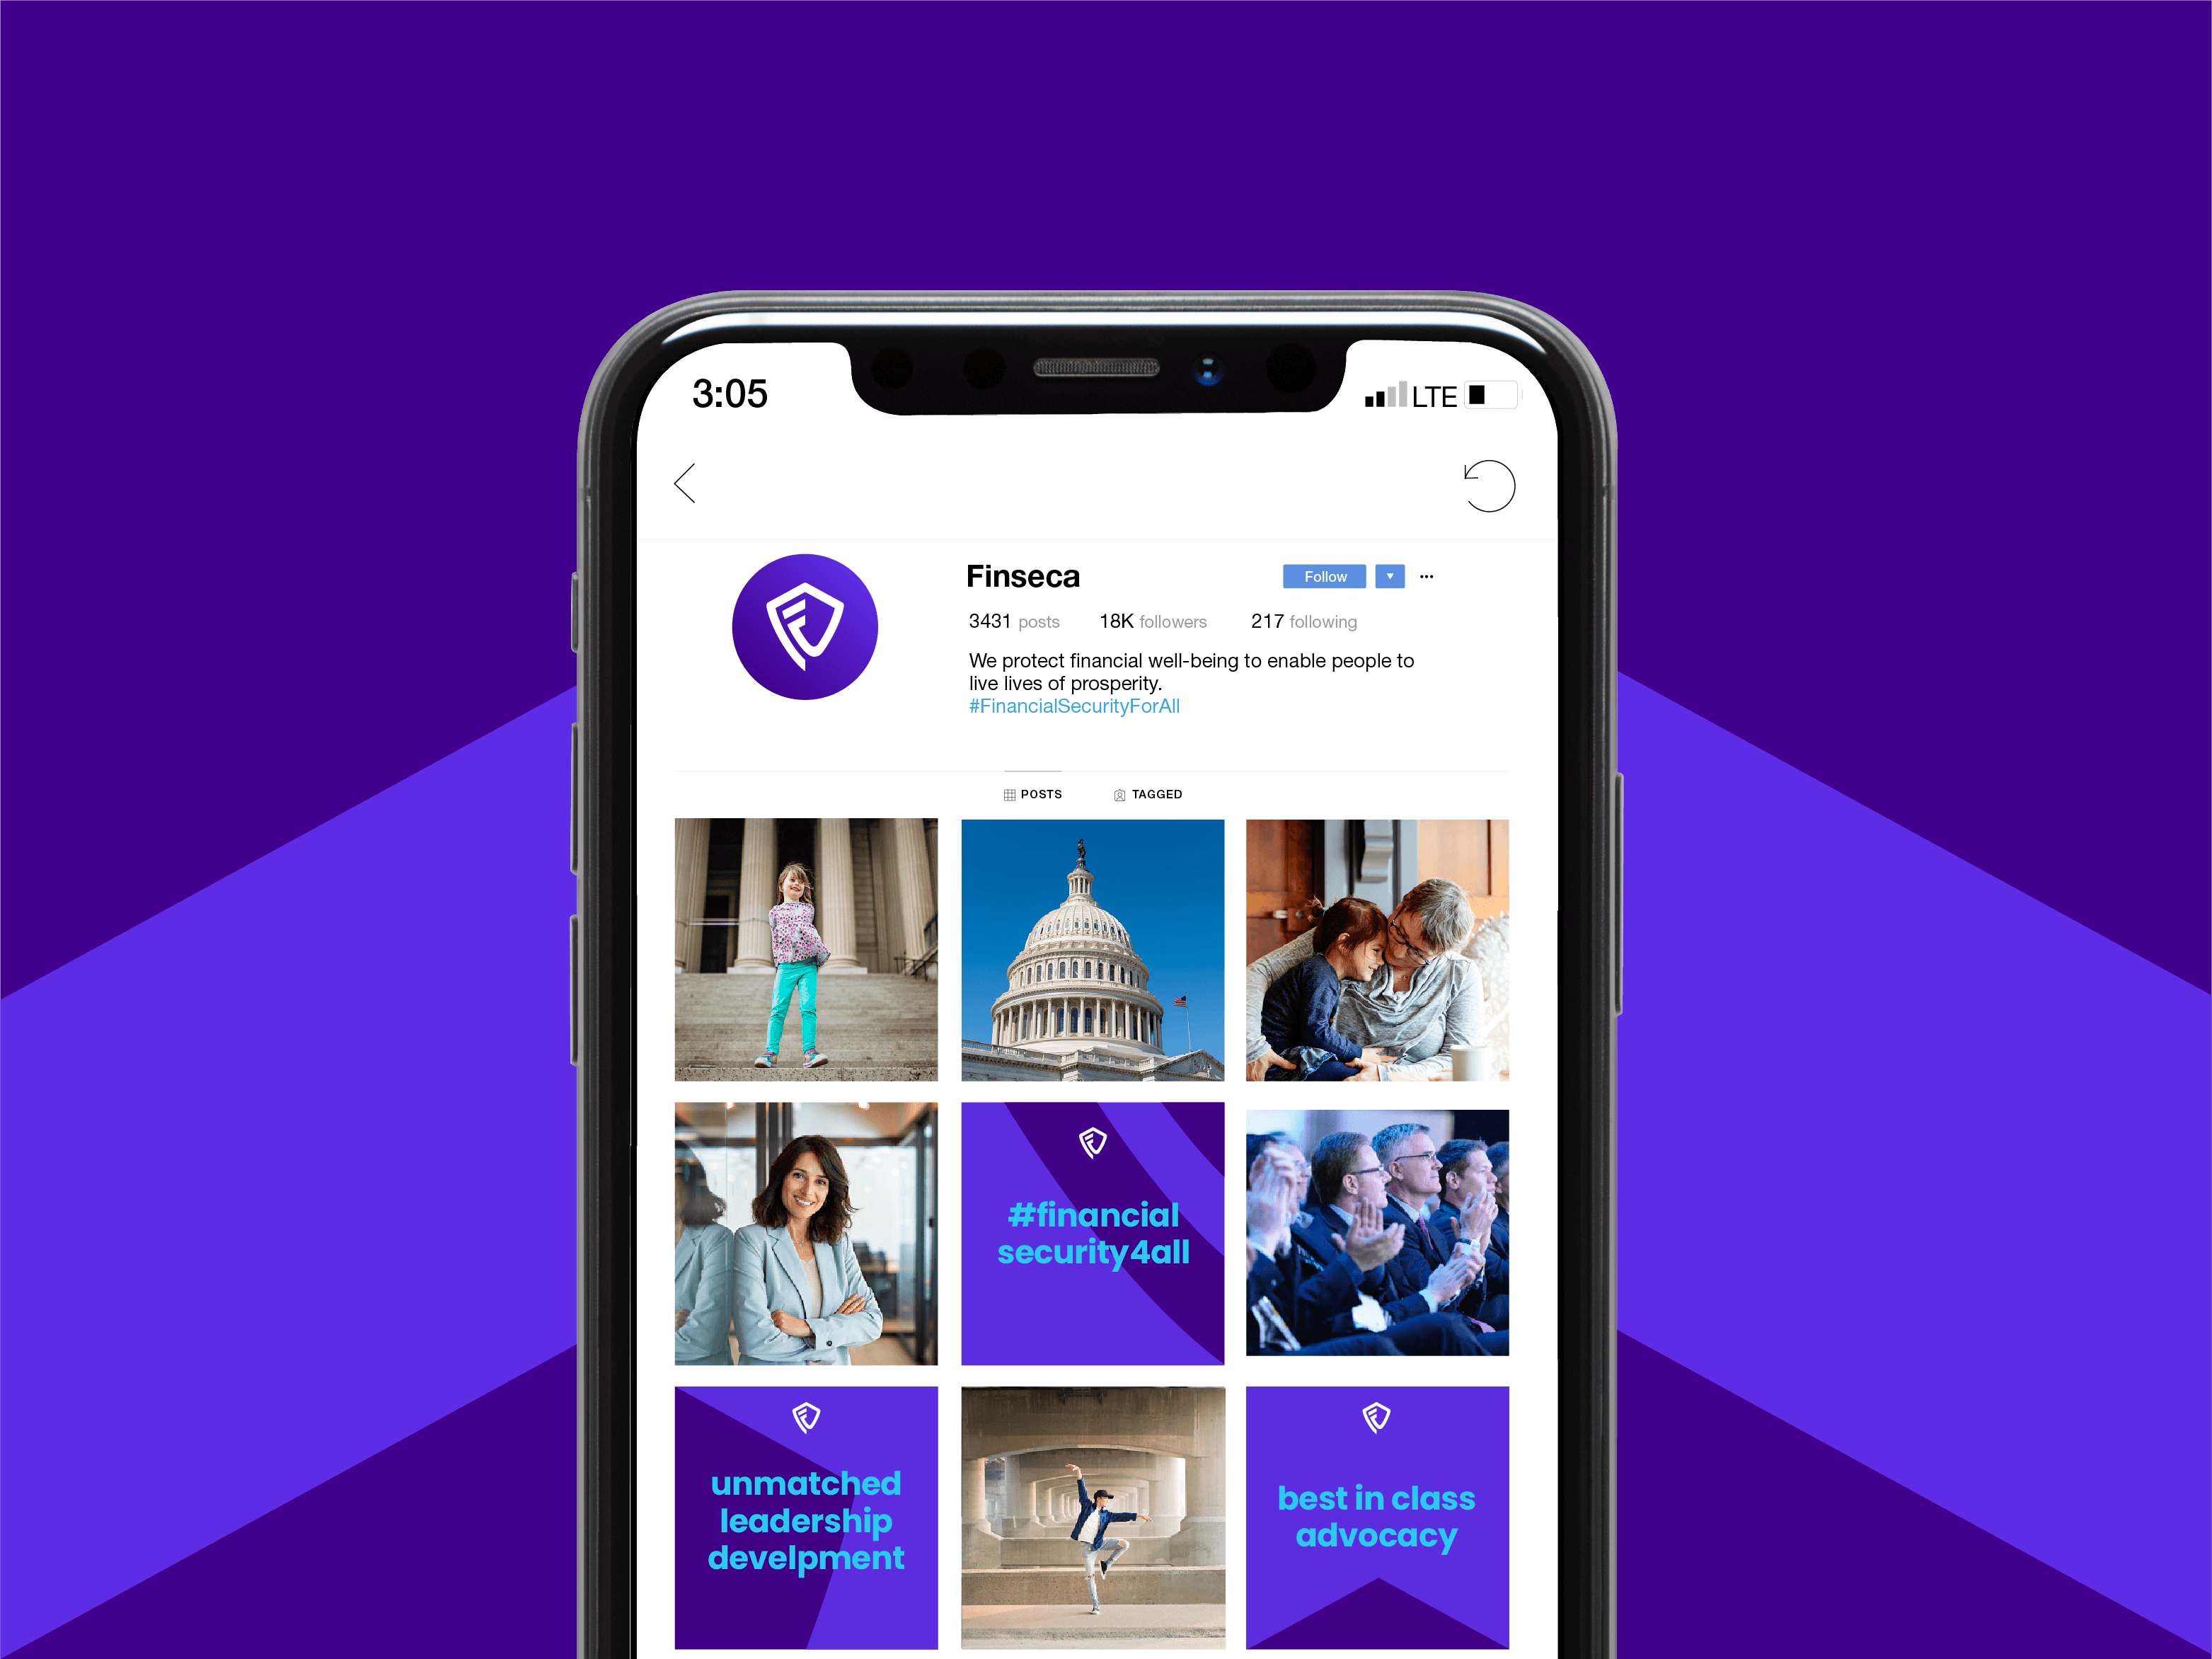 3:05
LTE
Finseca
Follow
3431 posts 18K followers 217 following
We protect financial well-being to enable people to
live lives of prosperity.
#FinancialSecurityForAll
POSTS TAGGED
#financial
security4all
unmatched
leadership
develpment
best in class
advocacy